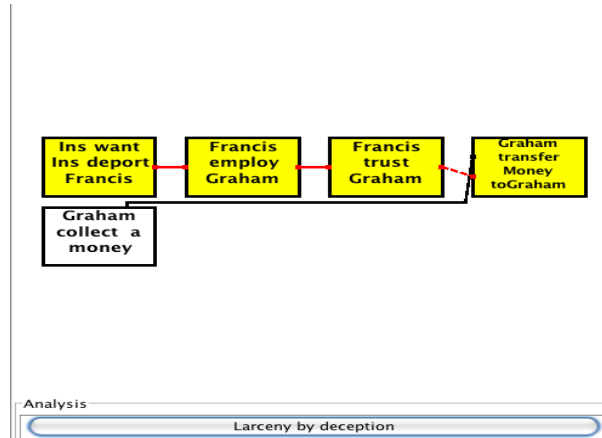 Ins want
Ins deport
Francis
Francis
employ
Graham
Francis
trust
Graham
Graham
transfer
Money
toGraham
Graham
collect a
money
Analysis
Larceny by deception